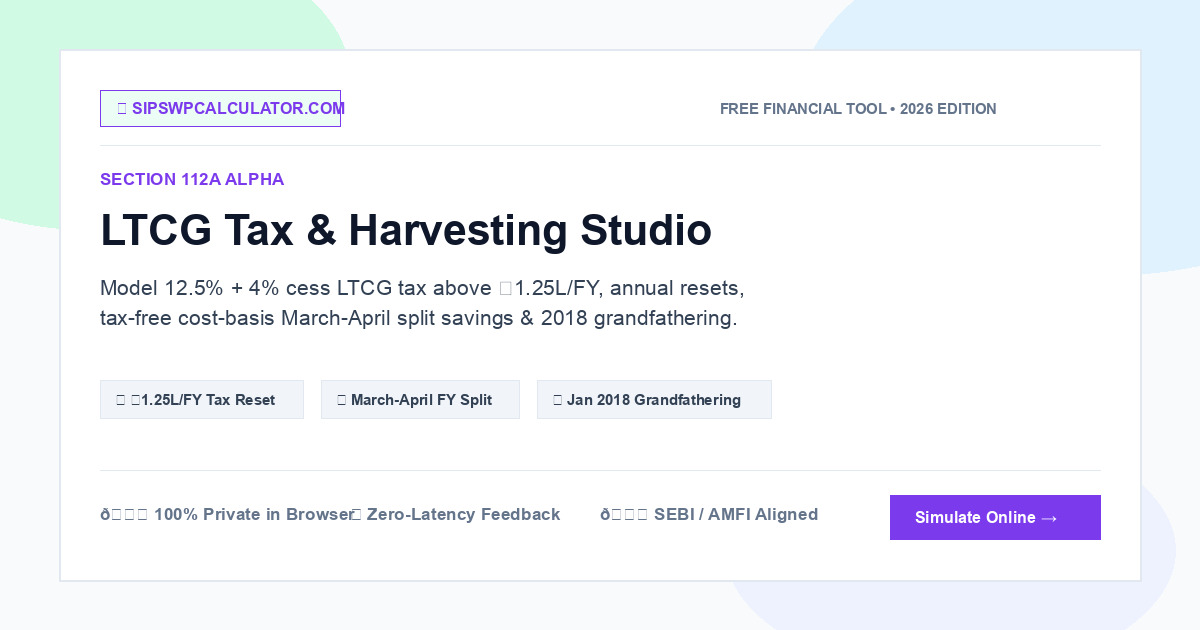 □ SIPSWPCALCULATOR.COM
FREE FINANCIAL TOOL • 2026 EDITION
SECTION 112A ALPHA
LTCG Tax & Harvesting Studio
Model 12.5% + 4% cess LTCG tax above □1.25L/FY, annual resets,
tax-free cost-basis March-April split savings & 2018 grandfathering.
□ □1.25L/FY Tax Reset
□ March-April FY Split
□ Jan 2018 Grandfathering
ð□□□ 100% Private in Browser
□ Zero-Latency Feedback
ð□□□ SEBI / AMFI Aligned
Simulate Online →